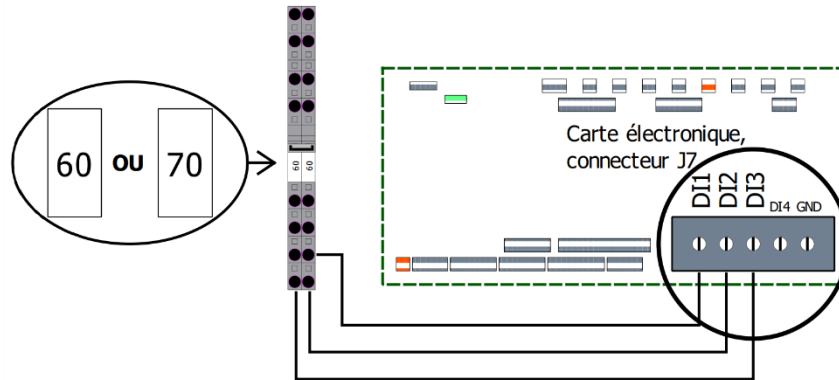 60 OU 70
60 60
Carte électronique,
connecteur J7
DI1 DI2 DI3 DI4 GND